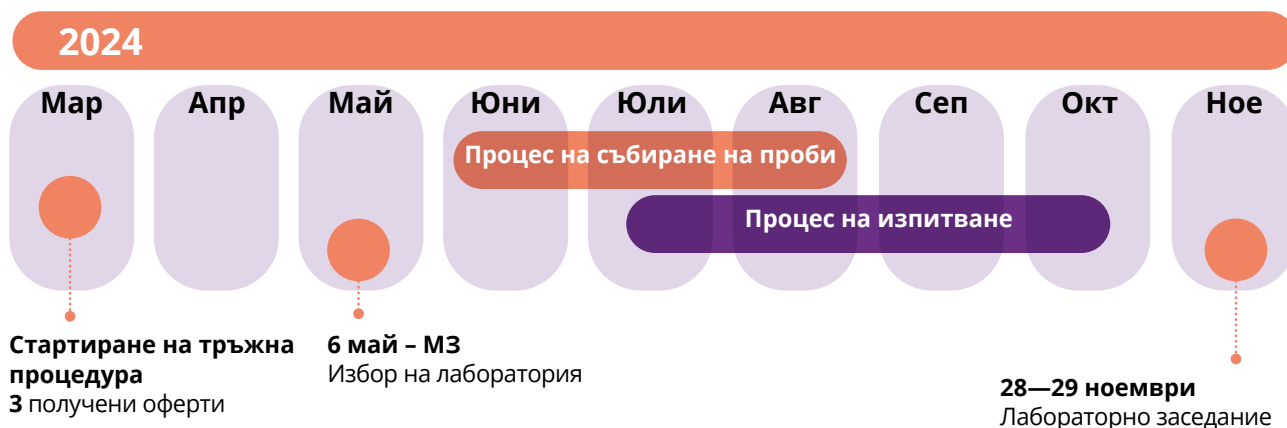 2024
Мар Апр Май Юни Юли Авг Сеп Окт Ное
Процес на събиране на проби
Процес на изпитване
Стартиране на тръжна
процедура
3 получени оферти
6 май – МЗ
Избор на лаборатория
28—29 ноември
Лабораторно заседание